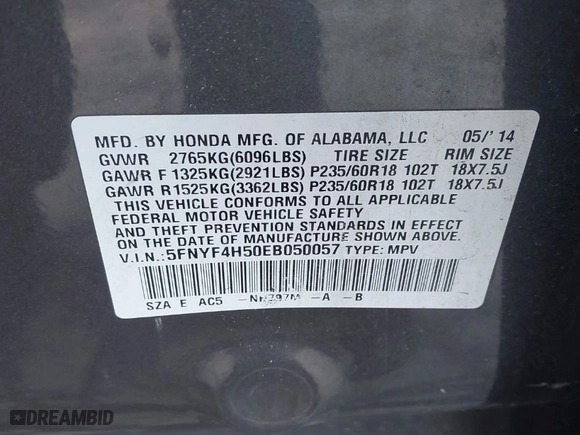 MFD. BY HONDA MFG. OF ALABAMA, LLC 05/'14
GVWR 2765KG(6096LBS) TIRE SIZE RIM SIZE
GAWR F 1325KG(2921LBS) P235/60R18 102T 18X7.5J
GAWR R 1525KG(3362LBS) P235/60R18 102T 18X7.5J
THIS VEHICLE CONFORMS TO ALL APPLICABLE
FEDERAL MOTOR VEHICLE SAFETY
AND THEFT PREVENTION STANDARDS IN EFFECT
ON THE DATE OF MANUFACTURE SHOWN ABOVE.
V.I.N.: 5FNYF4H50EB050057 TYPE: MPV
SZA E AC5 -NH797M -A -B
DREAMBID